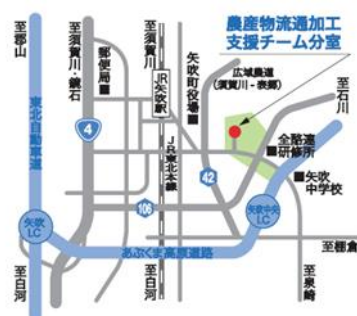 農産物流通加工
支援チーム分室
至郡山
至須賀川・鏡石
郵便局
至須賀川
JR矢吹駅
矢吹町役場
広域農道
(須賀川-表郷)
至石川
東北自動車道
4
JR東北本線
全酪連
研修所
42
矢吹
中学校
106
矢吹
I.C
矢吹中央
I.C
あぶくま高原道路
至棚倉
至白河
至白河
至泉崎